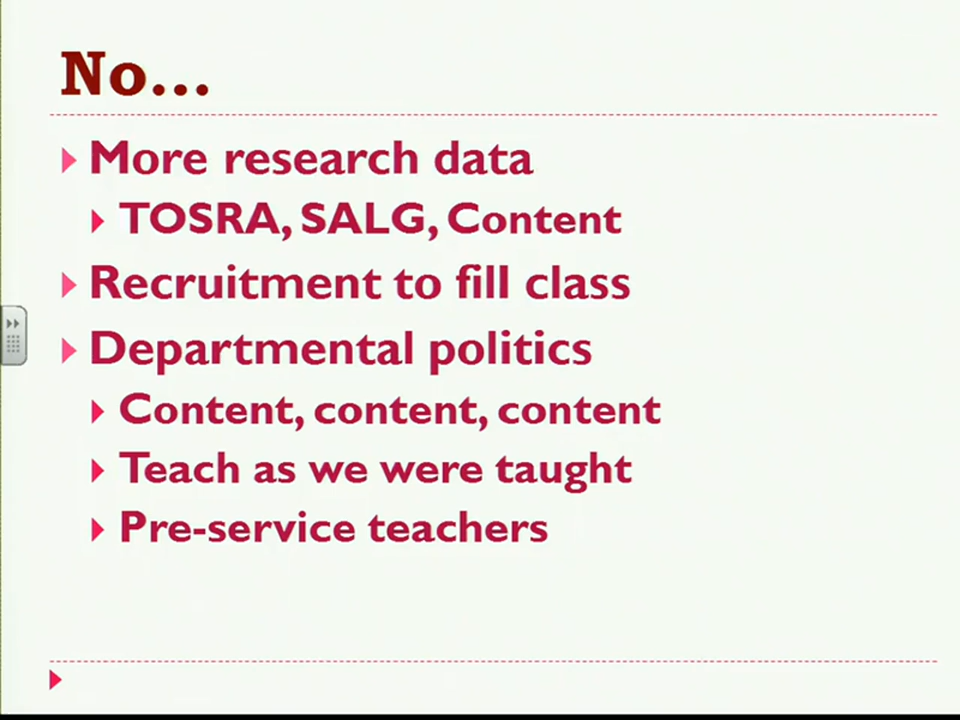 No...
More research data
TOSRA, SALG, Content
Recruitment to fill class
Departmental politics
Content, content, content
Teach as we were taught
Pre-service teachers